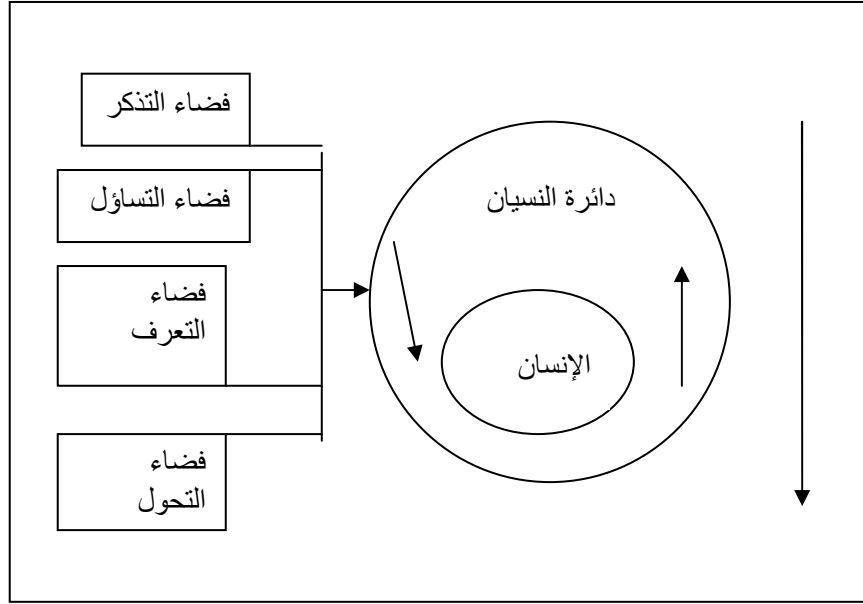 فضاء التذكر
فضاء التساؤل
دائرة النسيان
فضاء
التعرف
الإنسان
فضاء
التحول